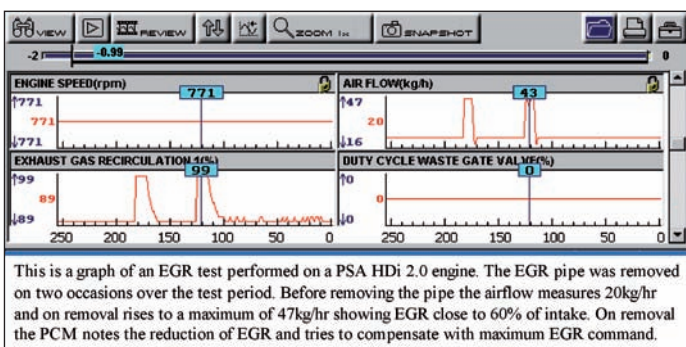 VIEW REVIEW ZOOM 1x SNAPSHOT
-2 -0.99 0
ENGINE SPEED(rpm) 771
↑771
771
↓771
AIR FLOW(kg/h) 43
↑47
20
↓16
EXHAUST GAS RECIRCULATION 1(%) 99
↑99
89
↓89
250 200 150 100 50 0
DUTY CYCLE WASTE GATE VALVE(%) 0
↑0
0
↓0
250 200 150 100 50 0
This is a graph of an EGR test performed on a PSA HDi 2.0 engine. The EGR pipe was removed
on two occasions over the test period. Before removing the pipe the airflow measures 20kg/hr
and on removal rises to a maximum of 47kg/hr showing EGR close to 60% of intake. On removal
the PCM notes the reduction of EGR and tries to compensate with maximum EGR command.